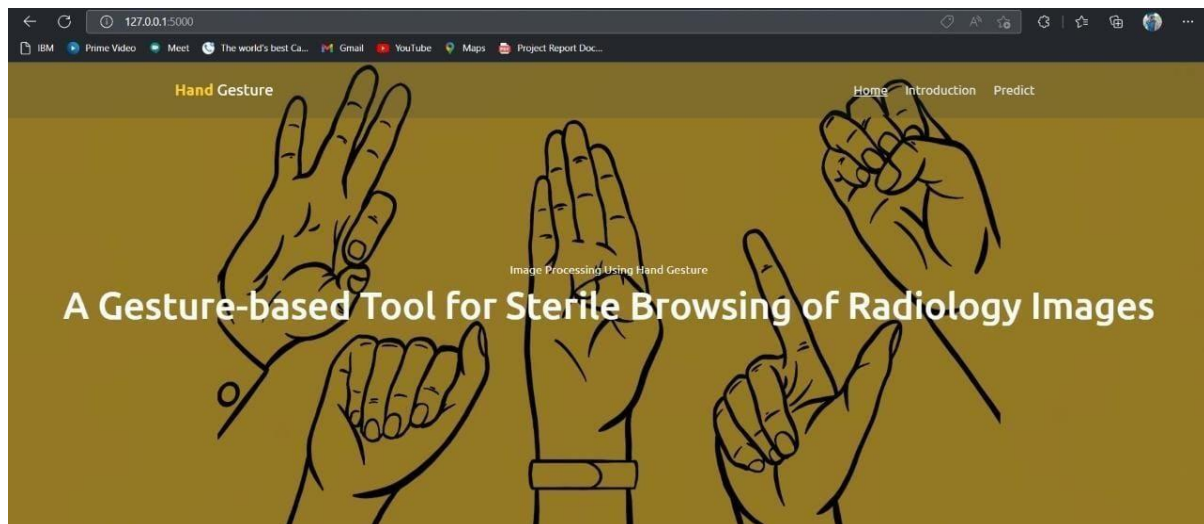 127.0.0.1:5000
IBM Prime Video Meet The world's best Ca... Gmail YouTube Maps Project Report Doc...
Hand Gesture Home Introduction Predict
Image Processing Using Hand Gesture
A Gesture-based Tool for Sterile Browsing of Radiology Images